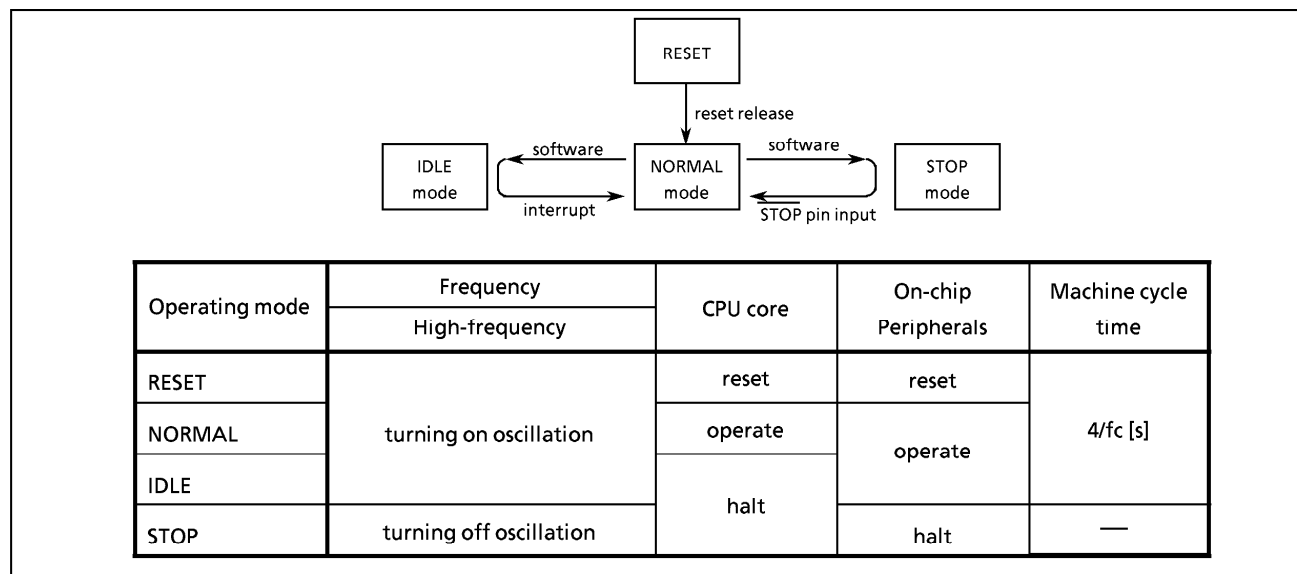 RESET
reset release
software
software
IDLE
mode
NORMAL
mode
STOP
mode
interrupt
STOP pin input
Operating mode
Frequency
High-frequency
CPU core
On-chip
Peripherals
Machine cycle
time
RESET
turning on oscillation
reset
reset
4/fc [s]
NORMAL
operate
operate
IDLE
halt
STOP
turning off oscillation
halt
—